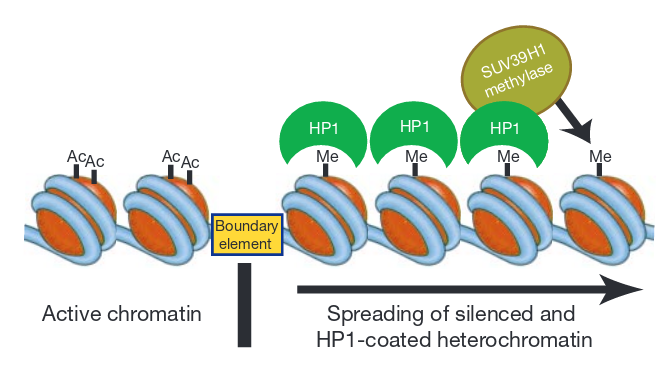 SUV39H1
methylase
HP1
HP1
HP1
Ac
Ac
Ac
Ac
Me
Me
Me
Me
Boundary
element
Active chromatin
Spreading of silenced and
HP1-coated heterochromatin